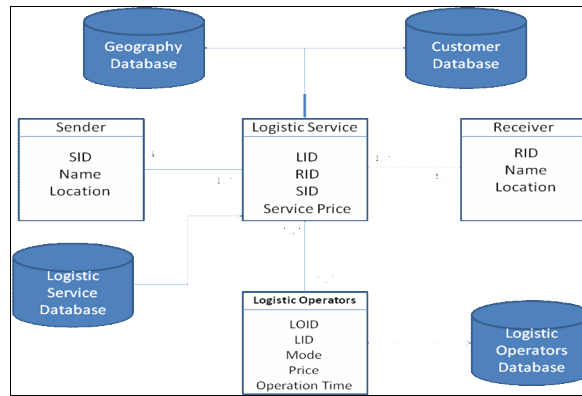 Geography
Database
Customer
Database
Sender
SID
Name
Location
Logistic Service
LID
RID
SID
Service Price
Receiver
RID
Name
Location
Logistic
Service
Database
Logistic Operators
LOID
LID
Mode
Price
Operation Time
Logistic
Operators
Database